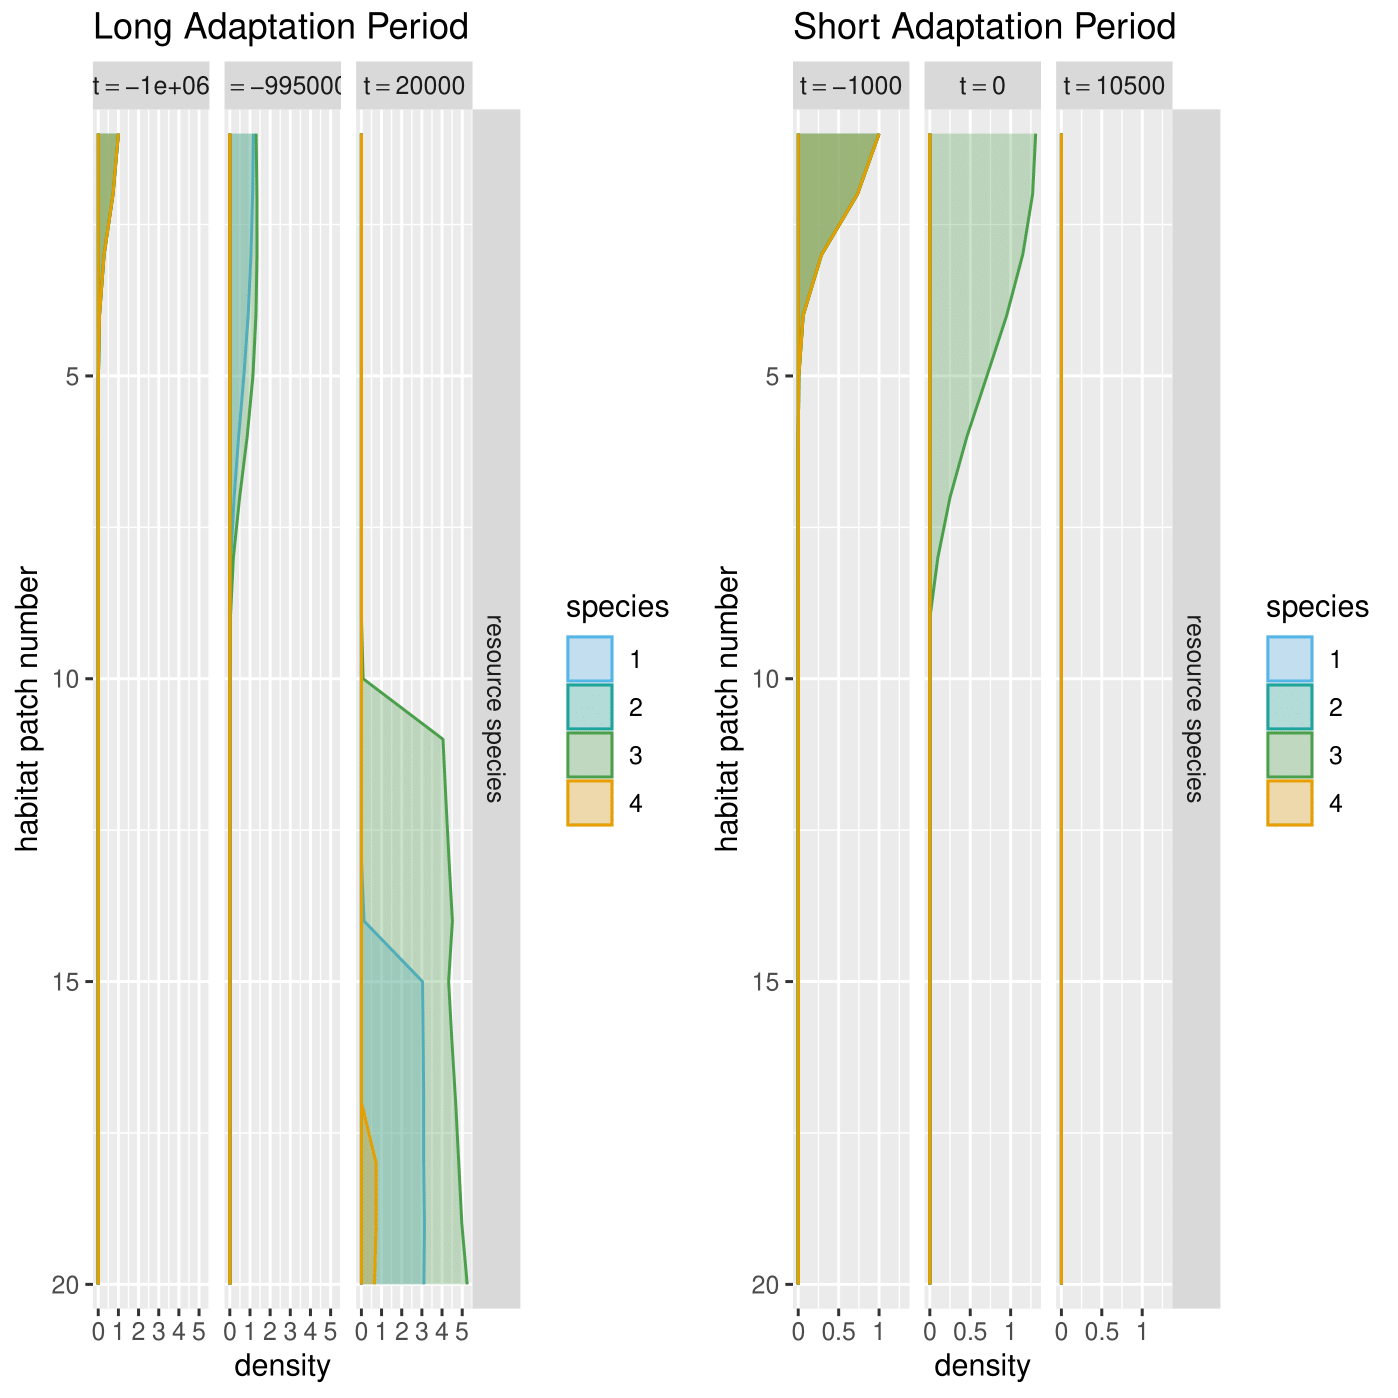 Long Adaptation Period
t = −1e+06
= −995000
t = 20000
habitat patch number
5
10
15
20
0 1 2 3 4 5
0 1 2 3 4 5
0 1 2 3 4 5
density
resource species
species
1
2
3
4
Short Adaptation Period
t = −1000
t = 0
t = 10500
habitat patch number
5
10
15
20
0 0.5 1
0 0.5 1
0 0.5 1
density
resource species
species
1
2
3
4